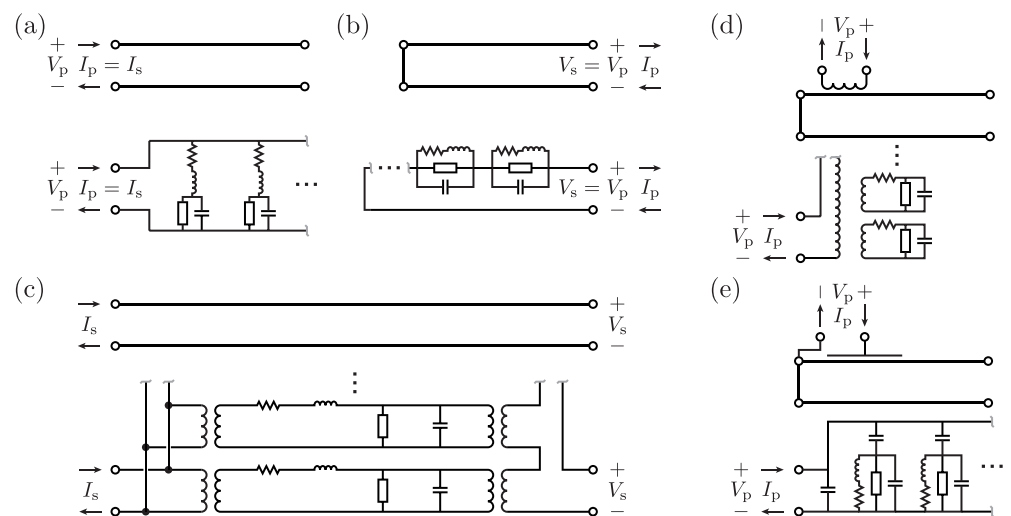 (a)
+
V_p I_p = I_s
−
+
V_p I_p = I_s
−
(b)
+
V_s = V_p I_p
−
+
V_s = V_p I_p
−
(c)
I_s
+
V_s
−
I_s
+
V_s
−
(d)
− V_p +
I_p
+
V_p I_p
−
(e)
− V_p +
I_p
+
V_p I_p
−